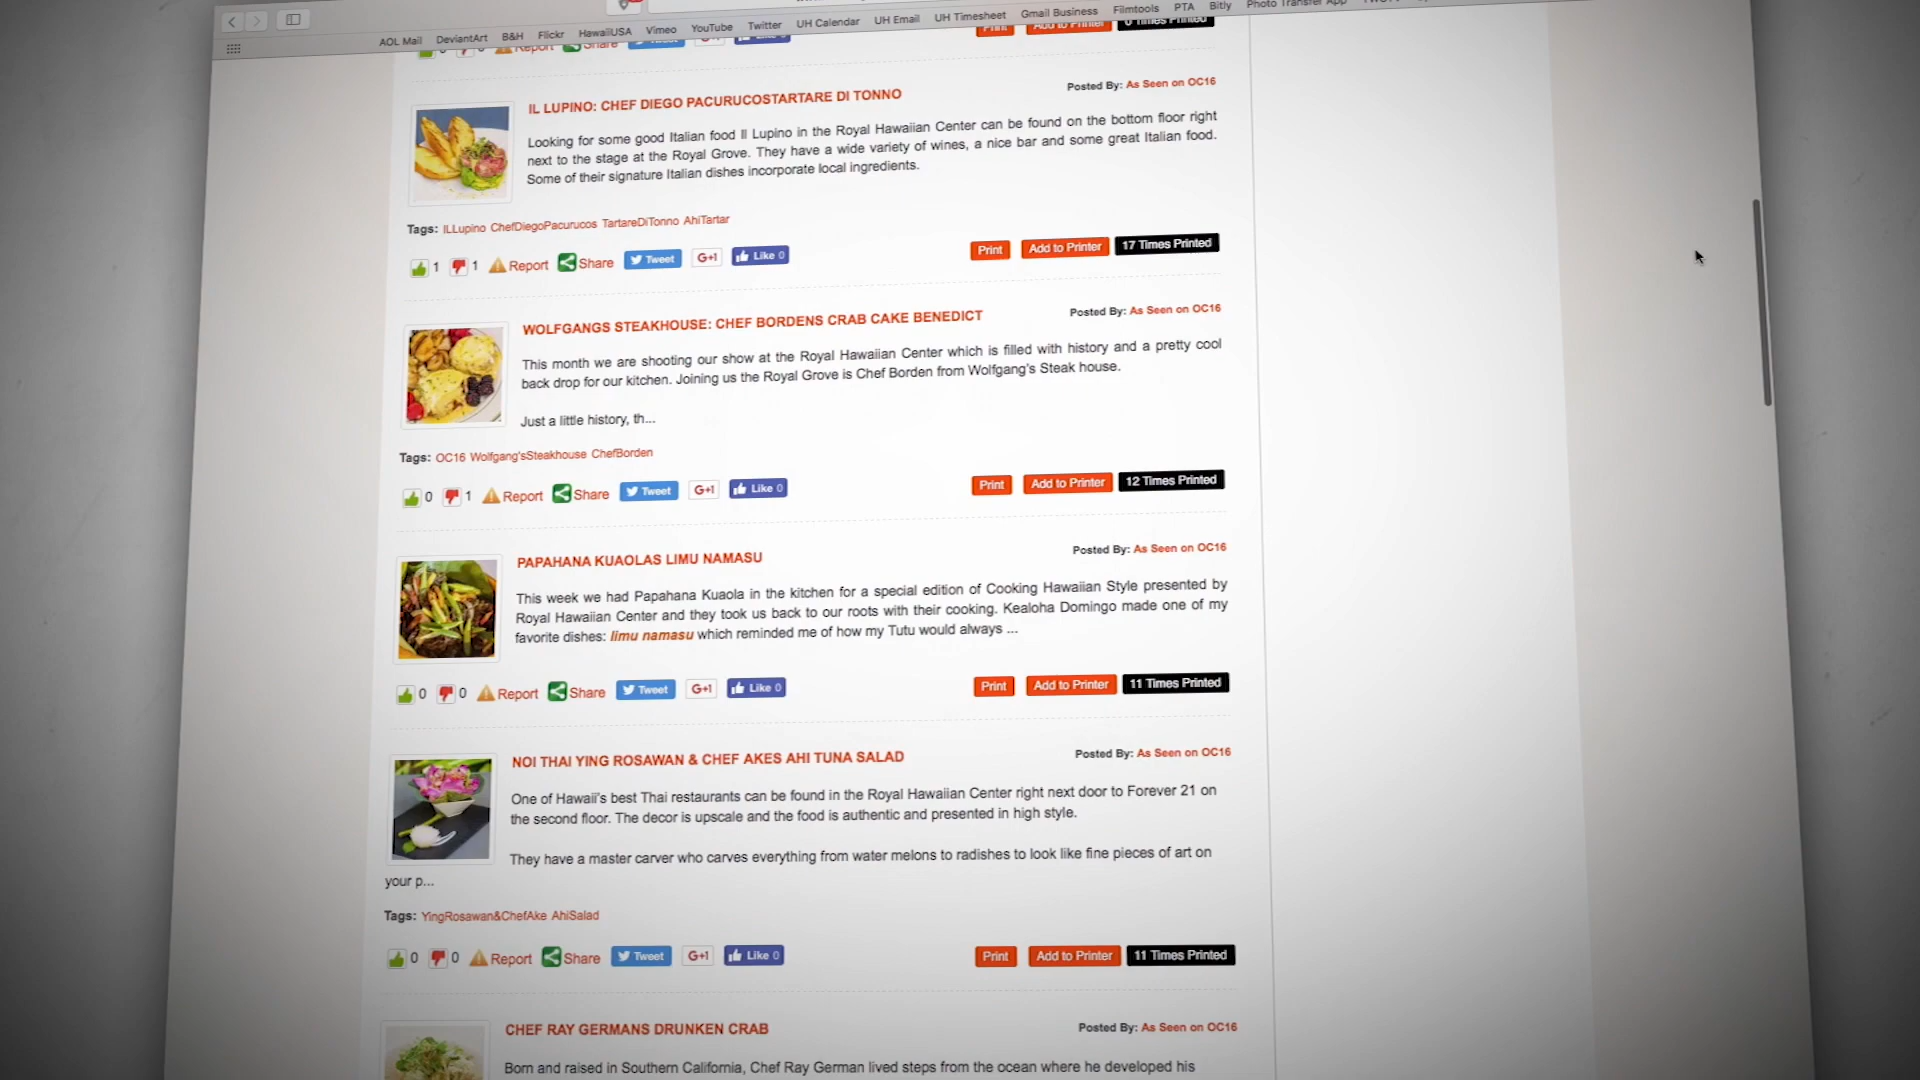 AOL Mail DeviantArt B&H Flickr HawaiiUSA Vimeo YouTube Twitter UH Calendar UH Email UH Timesheet Gmail Business Filmtools PTA Bitly Photo Transfer App
Report Share Print Add to Printer Times Printed
IL LUPINO: CHEF DIEGO PACURUCOSTARTARE DI TONNO
Posted By: As Seen on OC16
Looking for some good Italian food Il Lupino in the Royal Hawaiian Center can be found on the bottom floor right
next to the stage at the Royal Grove. They have a wide variety of wines, a nice bar and some great Italian food.
Some of their signature Italian dishes incorporate local ingredients.
Tags: ILLupino ChefDiegoPacurucos TartareDiTonno AhiTartar
1 1 Report Share Tweet G+1 Like 0 Print Add to Printer 17 Times Printed
WOLFGANGS STEAKHOUSE: CHEF BORDENS CRAB CAKE BENEDICT
Posted By: As Seen on OC16
This month we are shooting our show at the Royal Hawaiian Center which is filled with history and a pretty cool
back drop for our kitchen. Joining us the Royal Grove is Chef Borden from Wolfgang's Steak house.
Just a little history, th...
Tags: OC16 Wolfgang'sSteakhouse ChefBorden
0 1 Report Share Tweet G+1 Like 0 Print Add to Printer 12 Times Printed
PAPAHANA KUAOLAS LIMU NAMASU
Posted By: As Seen on OC16
This week we had Papahana Kuaola in the kitchen for a special edition of Cooking Hawaiian Style presented by
Royal Hawaiian Center and they took us back to our roots with their cooking. Kealoha Domingo made one of my
favorite dishes: limu namasu which reminded me of how my Tutu would always ...
0 0 Report Share Tweet G+1 Like 0 Print Add to Printer 11 Times Printed
NOI THAI YING ROSAWAN & CHEF AKES AHI TUNA SALAD
Posted By: As Seen on OC16
One of Hawaii's best Thai restaurants can be found in the Royal Hawaiian Center right next door to Forever 21 on
the second floor. The decor is upscale and the food is authentic and presented in high style.
They have a master carver who carves everything from water melons to radishes to look like fine pieces of art on
your p...
Tags: YingRosawan&ChefAke AhiSalad
0 0 Report Share Tweet G+1 Like 0 Print Add to Printer 11 Times Printed
CHEF RAY GERMANS DRUNKEN CRAB
Posted By: As Seen on OC16
Born and raised in Southern California, Chef Ray German lived steps from the ocean where he developed his